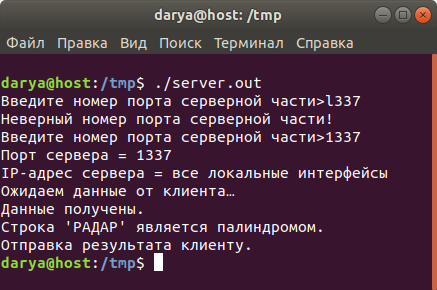 darya@host: /tmp
Файл Правка Вид Поиск Терминал Справка
darya@host:/tmp$ ./server.out
Введите номер порта серверной части>l337
Неверный номер порта серверной части!
Введите номер порта серверной части>1337
Порт сервера = 1337
IP-адрес сервера = все локальные интерфейсы
Ожидаем данные от клиента…
Данные получены.
Строка 'РАДАР' является палиндромом.
Отправка результата клиенту.
darya@host:/tmp$